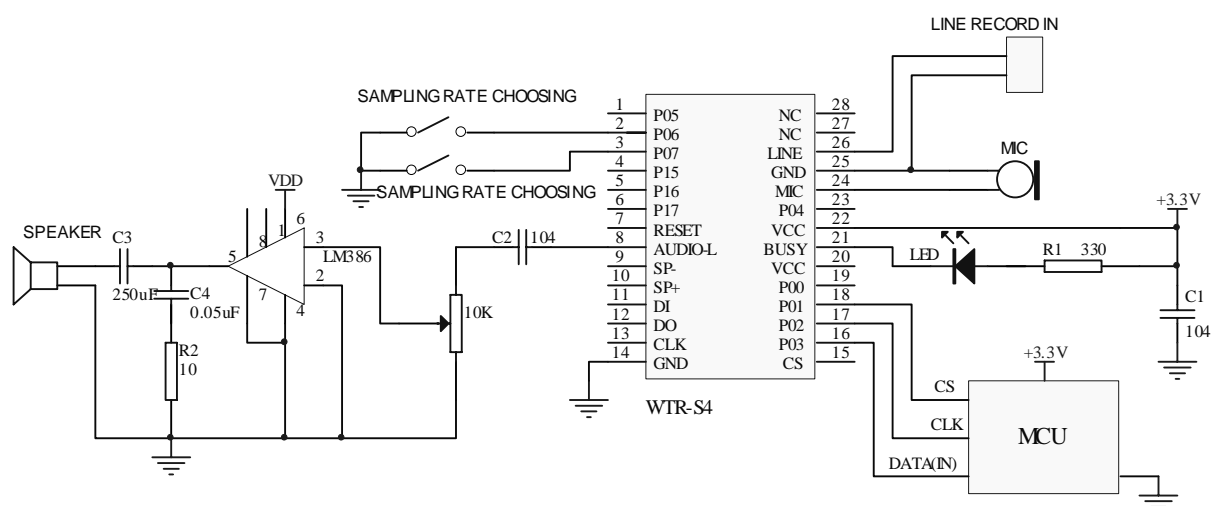 LINE RECORD IN
SAMPLING RATE CHOOSING
SAMPLING RATE CHOOSING
1 P05
2 P06
3 P07
4 P15
5 P16
6 P17
7 RESET
8 AUDIO-L
9 SP-
10 SP+
11 DI
12 DO
13 CLK
14 GND
NC 28
NC 27
LINE 26
GND 25
MIC 24
P04 23
VCC 22
BUSY 21
VCC 20
P00 19
P01 18
P02 17
P03 16
CS 15
WTR-S4
MIC
+3.3V
LED
R1 330
C1
104
VDD
SPEAKER
C3
250uF
C4
0.05uF
R2
10
5
8
1
6
3
LM386
2
7
4
C2 104
10K
+3.3V
CS
CLK
DATA(IN)
MCU